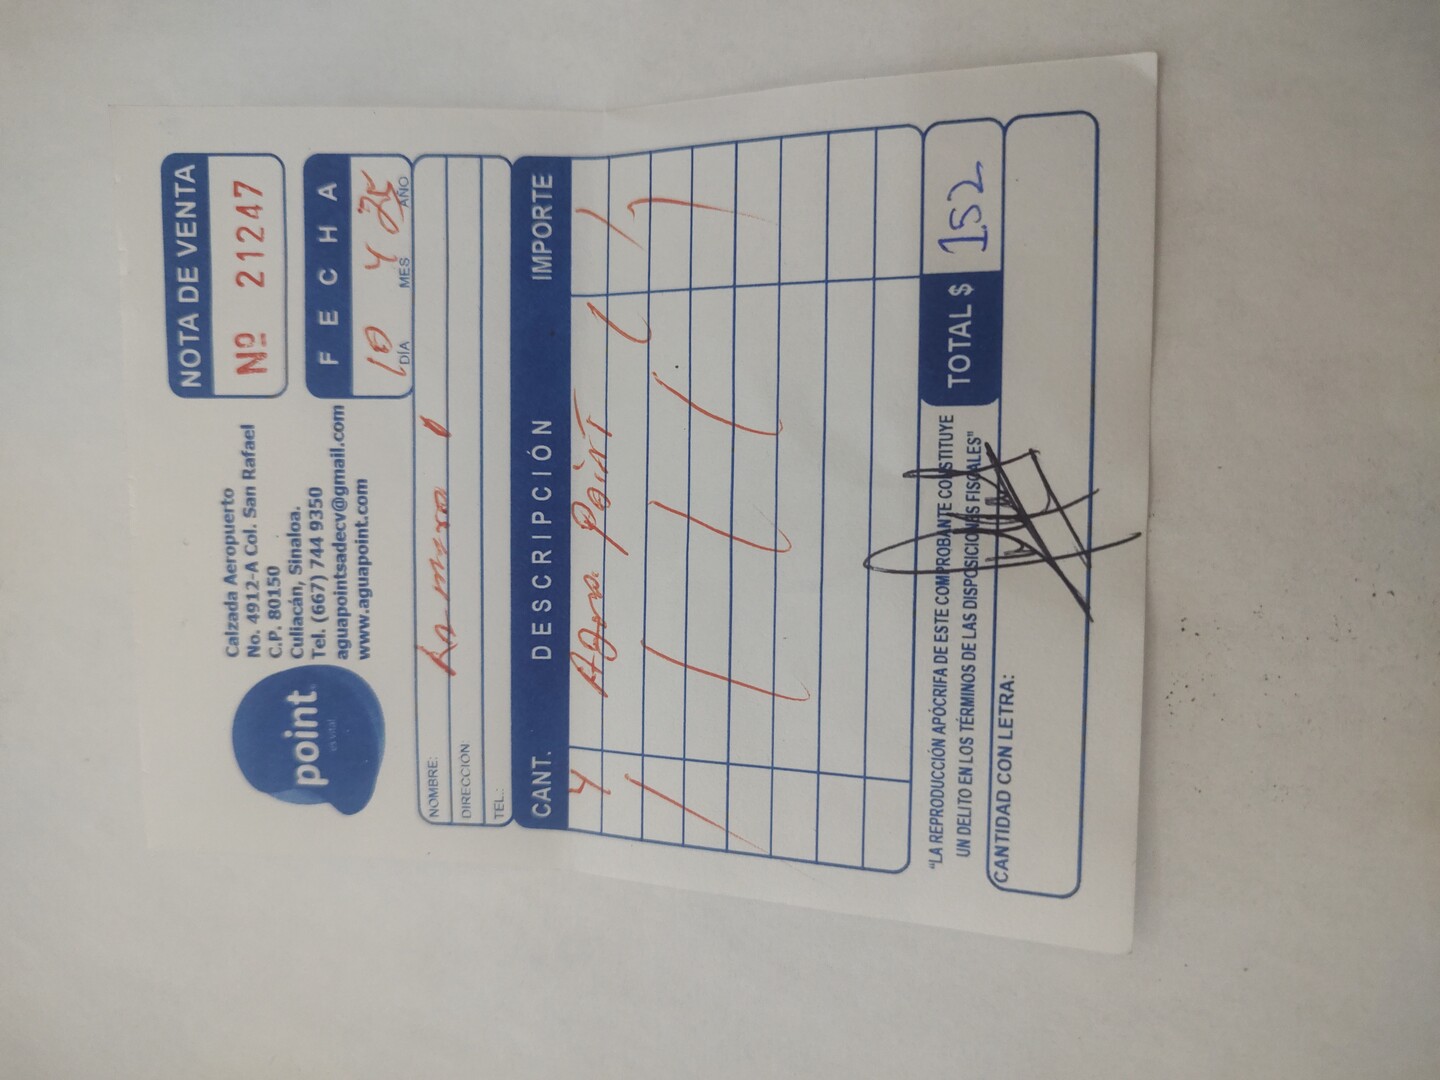 point
es vital
Calzada Aeropuerto
No. 4912-A Col. San Rafael
C.P. 80150
Culiacán, Sinaloa.
Tel. (667) 744 9350
aguapointsadecv@gmail.com
www.aguapoint.com
NOTA DE VENTA
Nº 21247
FECHA
10 4 25
DÍA MES AÑO
NOMBRE:
DIRECCIÓN:
TEL.:
CANT. DESCRIPCIÓN IMPORTE
4 Agua. Point
"LA REPRODUCCIÓN APÓCRIFA DE ESTE COMPROBANTE CONSTITUYE
UN DELITO EN LOS TÉRMINOS DE LAS DISPOSICIONES FISCALES"
TOTAL $ 152
CANTIDAD CON LETRA: